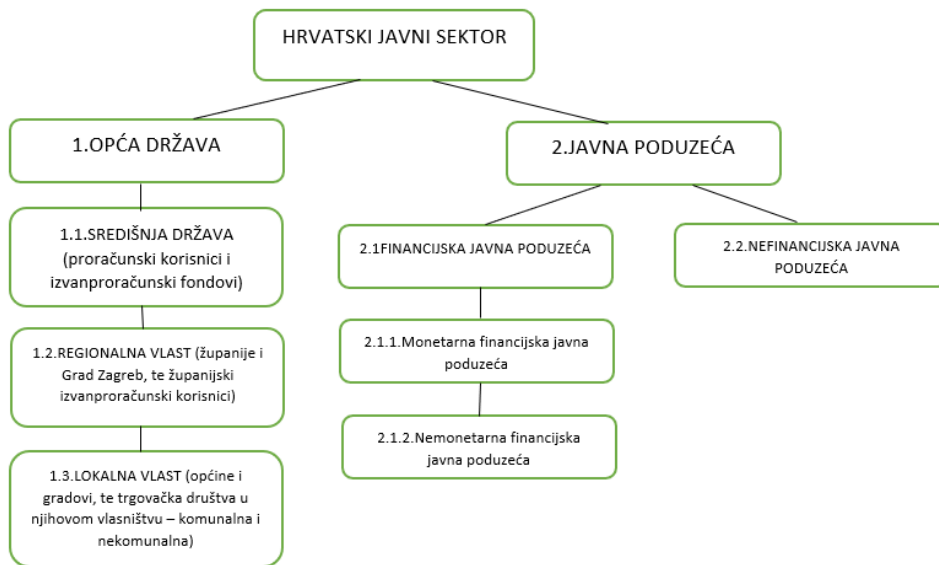 HRVATSKI JAVNI SEKTOR
1.OPĆA DRŽAVA
2.JAVNA PODUZEĆA
1.1.SREDIŠNJA DRŽAVA
(proračunski korisnici i
izvanproračunski fondovi)
2.1FINANCIJSKA JAVNA PODUZEĆA
2.2.NEFINANCIJSKA JAVNA
PODUZEĆA
1.2.REGIONALNA VLAST (županije i
Grad Zagreb, te županijski
izvanproračunski korisnici)
2.1.1.Monetarna financijska javna
poduzeća
2.1.2.Nemonetarna financijska
javna poduzeća
1.3.LOKALNA VLAST (općine i
gradovi, te trgovačka društva u
njihovom vlasništvu – komunalna i
nekomunalna)